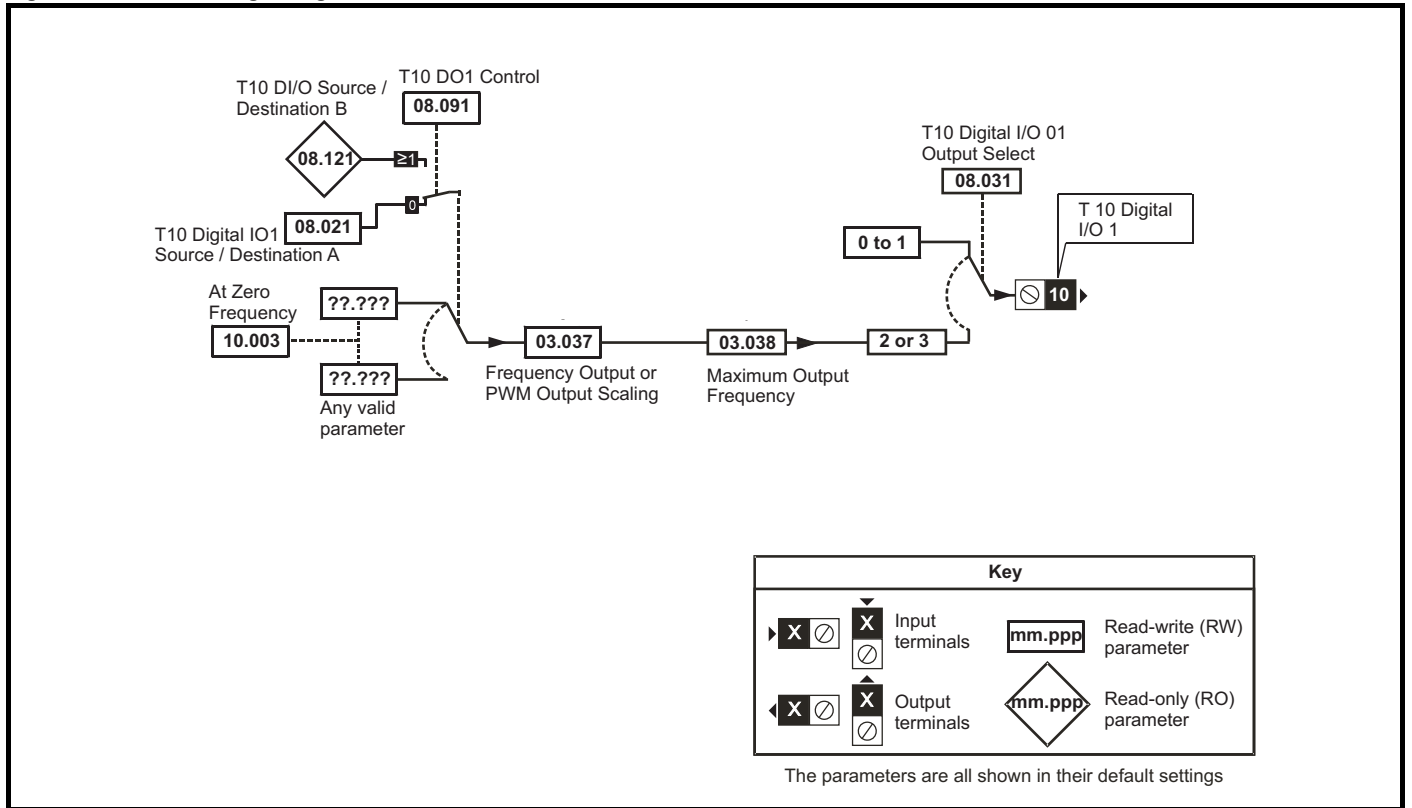 T10 DI/O Source /
Destination B
T10 DO1 Control
08.091
08.121
≥1
0
T10 Digital IO1
Source / Destination A
08.021
At Zero
Frequency
10.003
??.???
??.???
Any valid
parameter
03.037
Frequency Output or
PWM Output Scaling
03.038
Maximum Output
Frequency
T10 Digital I/O 01
Output Select
08.031
0 to 1
2 or 3
T 10 Digital
I/O 1
10
Key
X
X
Input
terminals
mm.ppp
Read-write (RW)
parameter
X
X
Output
terminals
mm.ppp
Read-only (RO)
parameter
The parameters are all shown in their default settings